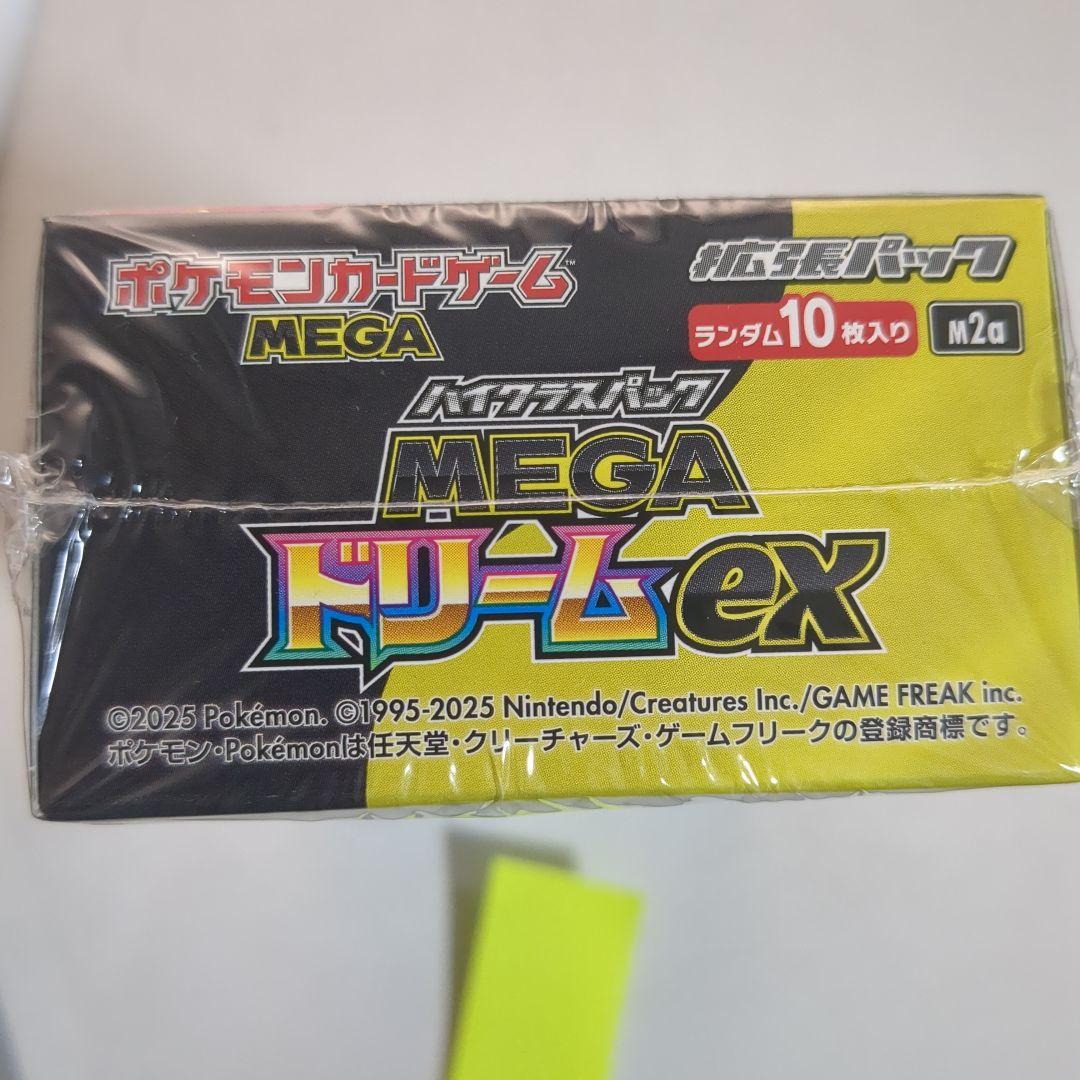 ポケモンカードゲーム™
MEGA
拡張パック
ランダム10枚入り
M2a
ハイクラスパック
MEGA
ドリームex
©2025 Pokémon. ©1995-2025 Nintendo/Creatures Inc./GAME FREAK inc.
ポケモン・Pokémonは任天堂・クリーチャーズ・ゲームフリークの登録商標です。